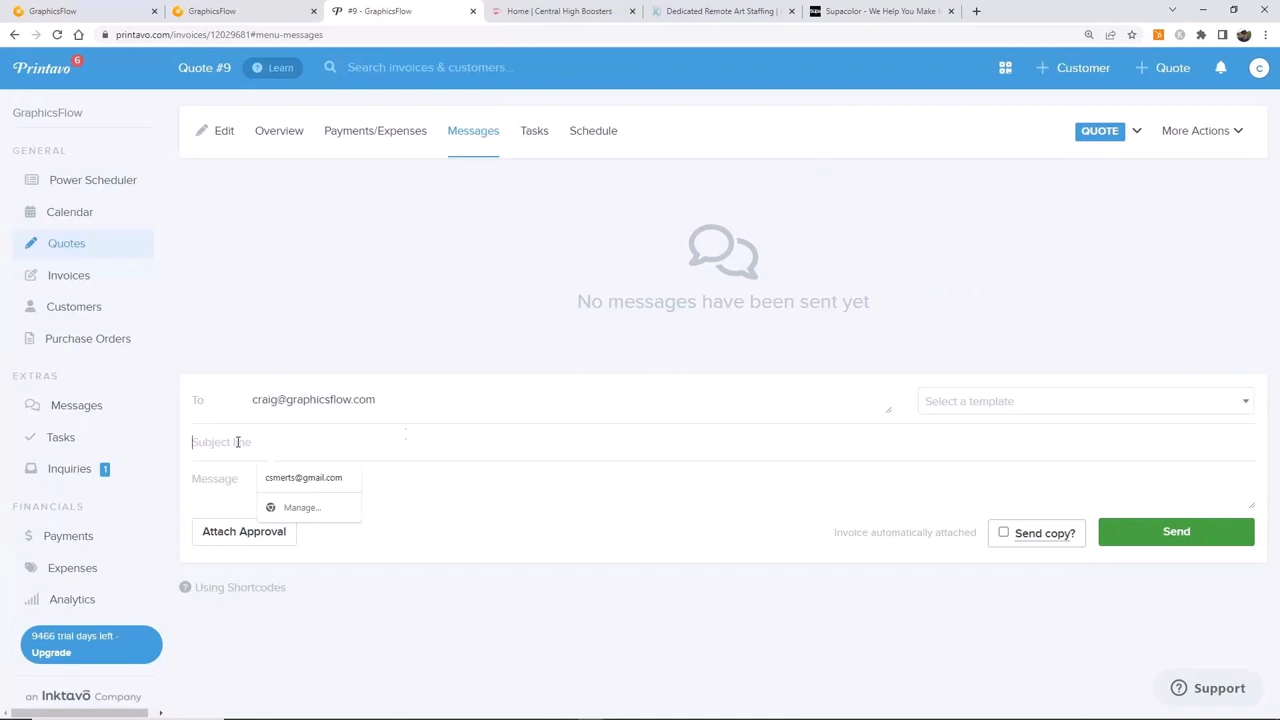 GraphicsFlow
GraphicsFlow
#9 - GraphicsFlow
Home | Central High Boosters
Dedicated Remote Art Staffing |
Supacolor - We Help You Make
printavo.com/invoices/12029681#menu-messages
Printavo
6
Quote #9
Learn
Search invoices & customers...
Customer
Quote
C
GraphicsFlow
Edit
Overview
Payments/Expenses
Messages
Tasks
Schedule
QUOTE
More Actions
GENERAL
Power Scheduler
Calendar
Quotes
Invoices
Customers
Purchase Orders
EXTRAS
Messages
Tasks
Inquiries
1
FINANCIALS
Payments
Expenses
Analytics
9466 trial days left -
Upgrade
an Inktavo Company
No messages have been sent yet
To
craig@graphicsflow.com
Select a template
Subject line
Message
csmerts@gmail.com
Manage...
Attach Approval
Invoice automatically attached
Send copy?
Send
Using Shortcodes
Support